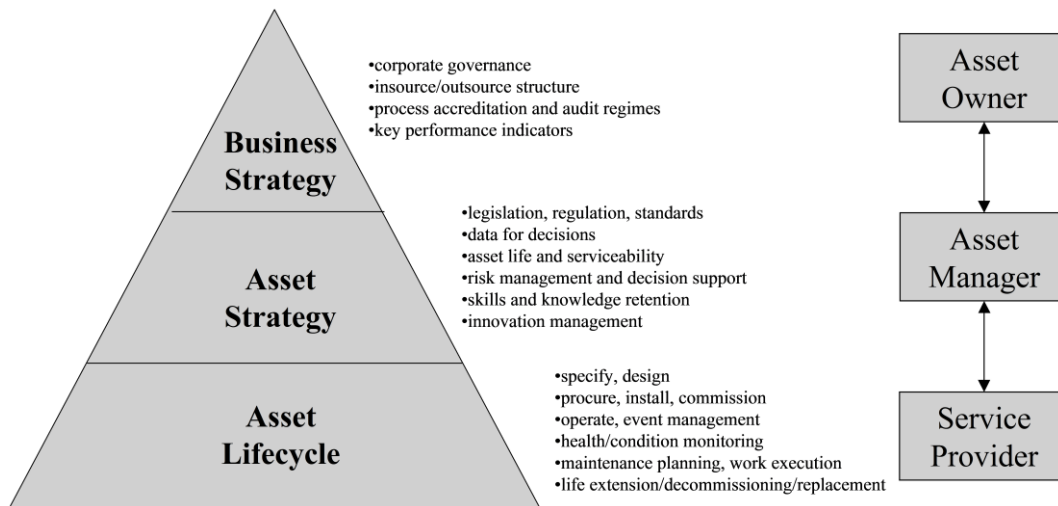 •corporate governance
•insource/outsource structure
•process accreditation and audit regimes
•key performance indicators
Business
Strategy
•legislation, regulation, standards
•data for decisions
•asset life and serviceability
•risk management and decision support
•skills and knowledge retention
•innovation management
Asset
Strategy
•specify, design
•procure, install, commission
•operate, event management
•health/condition monitoring
•maintenance planning, work execution
•life extension/decommissioning/replacement
Asset
Lifecycle
Asset
Owner
Asset
Manager
Service
Provider